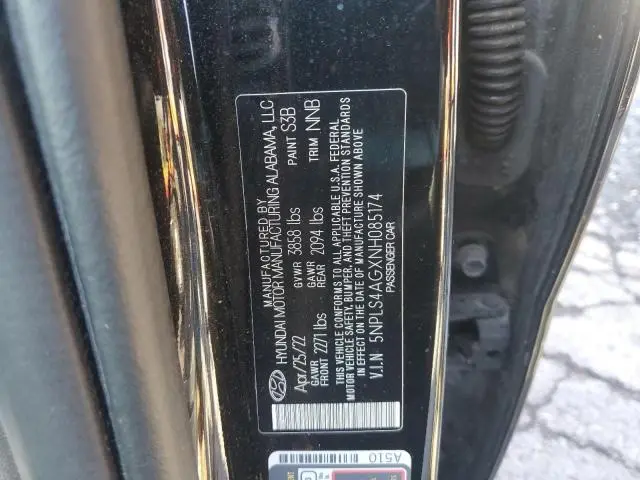 MANUFACTURED BY
HYUNDAI MOTOR MANUFACTURING ALABAMA, LLC
Apr/25/22 GVWR 3858 lbs PAINT S3B
GAWR FRONT 2271 lbs GAWR REAR 2094 lbs TRIM NNB
THIS VEHICLE CONFORMS TO ALL APPLICABLE U.S.A. FEDERAL
MOTOR VEHICLE SAFETY, BUMPER, AND THEFT PREVENTION STANDARDS
IN EFFECT ON THE DATE OF MANUFACTURE SHOWN ABOVE
V.I.N 5NPLS4AGXNH085174
PASSENGER CAR
A510